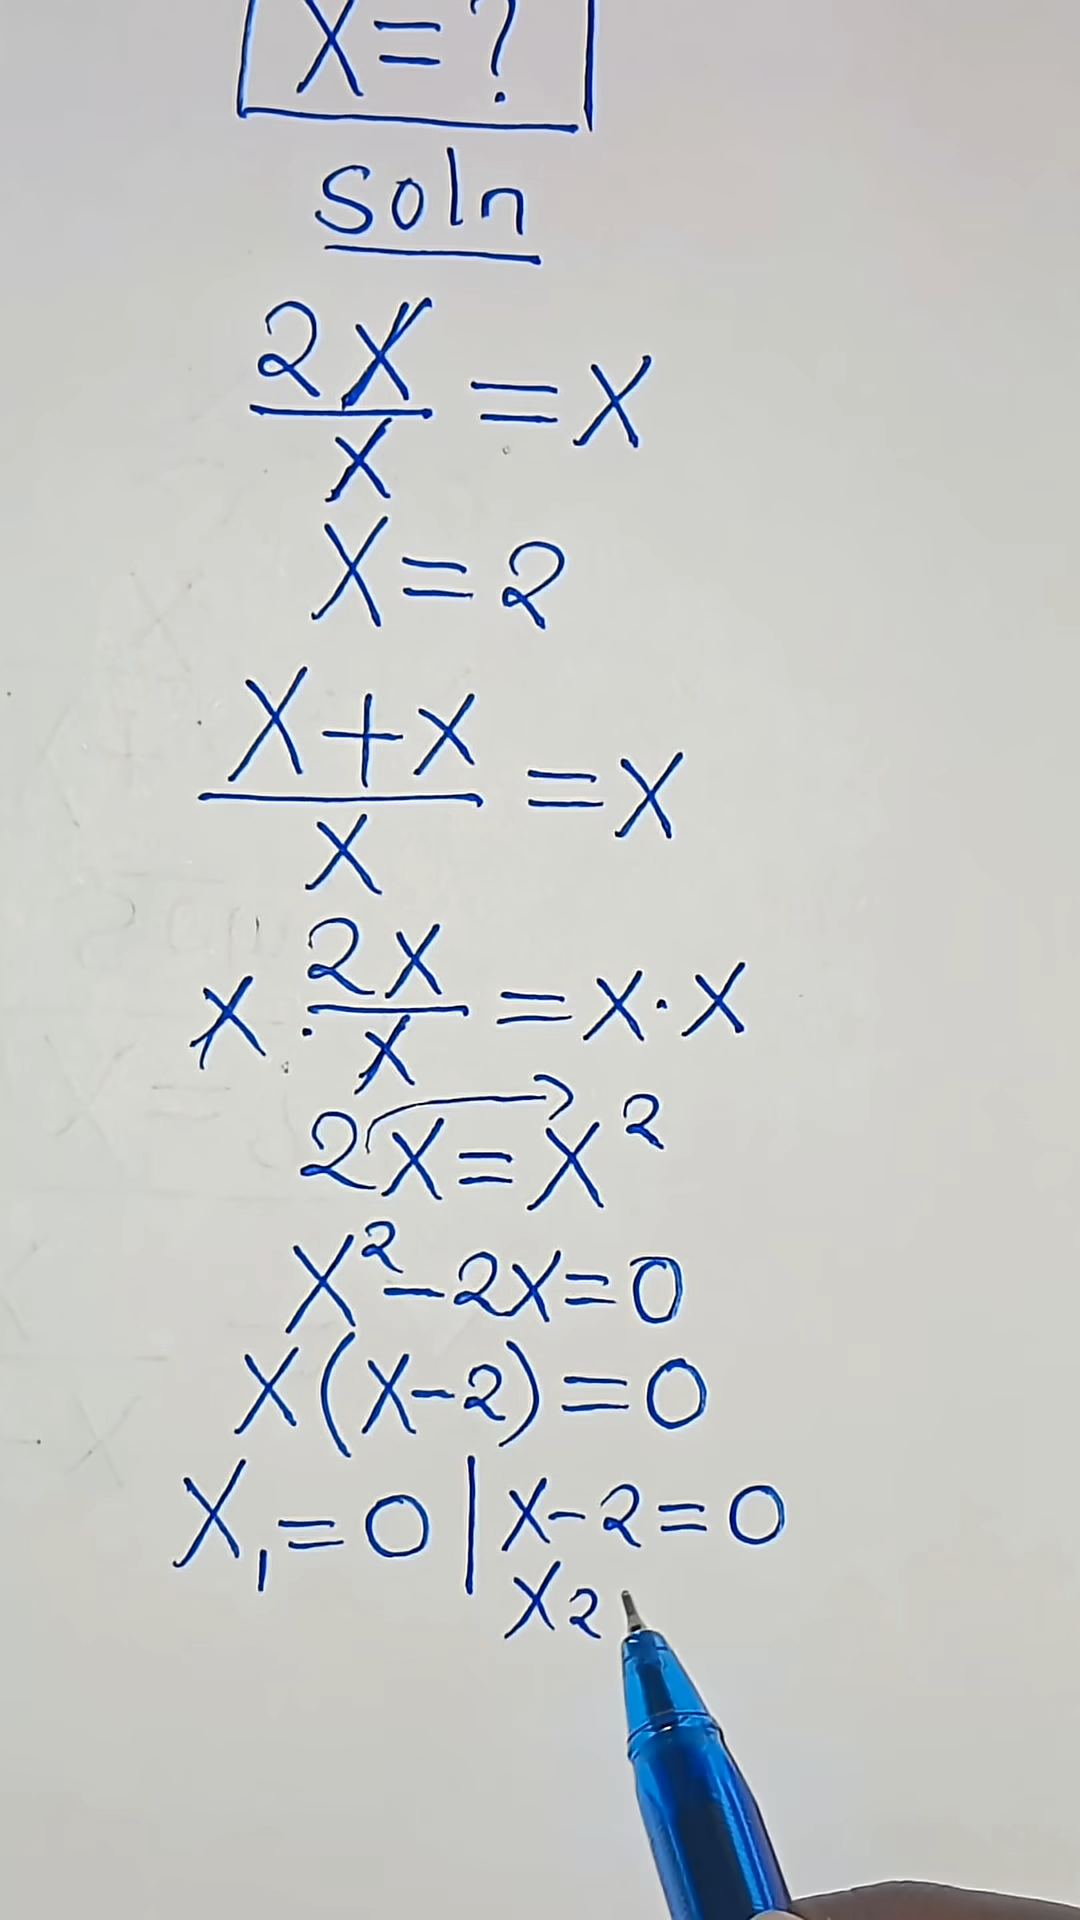 X = ?
soln
2X/X = X
X = 2
X + X/X = X
X · 2X/X = X · X
2X = X²
X² - 2X = 0
X(X-2) = 0
X₁ = 0 | X-2 = 0
X₂